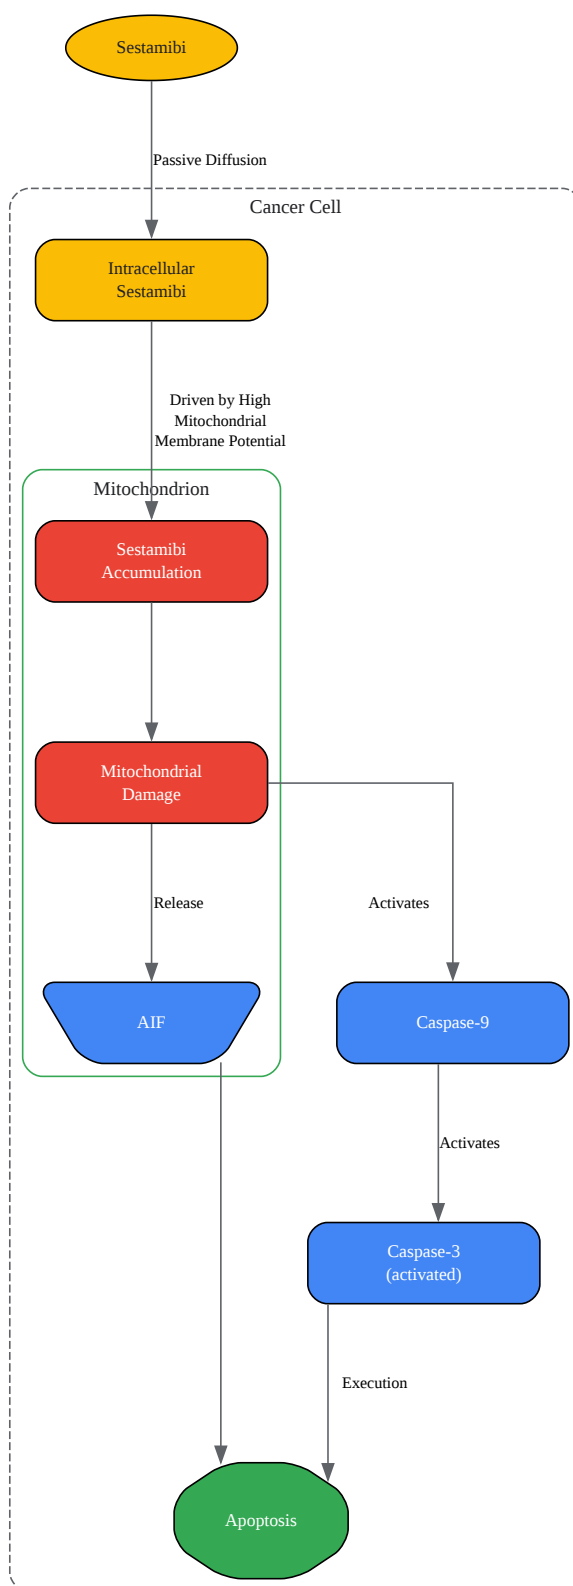 Sestamibi
Passive Diffusion
Cancer Cell
Intracellular
Sestamibi
Driven by High
Mitochondrial
Membrane Potential
Mitochondrion
Sestamibi
Accumulation
Mitochondrial
Damage
Release
Activates
AIF
Caspase-9
Activates
Caspase-3
(activated)
Execution
Apoptosis